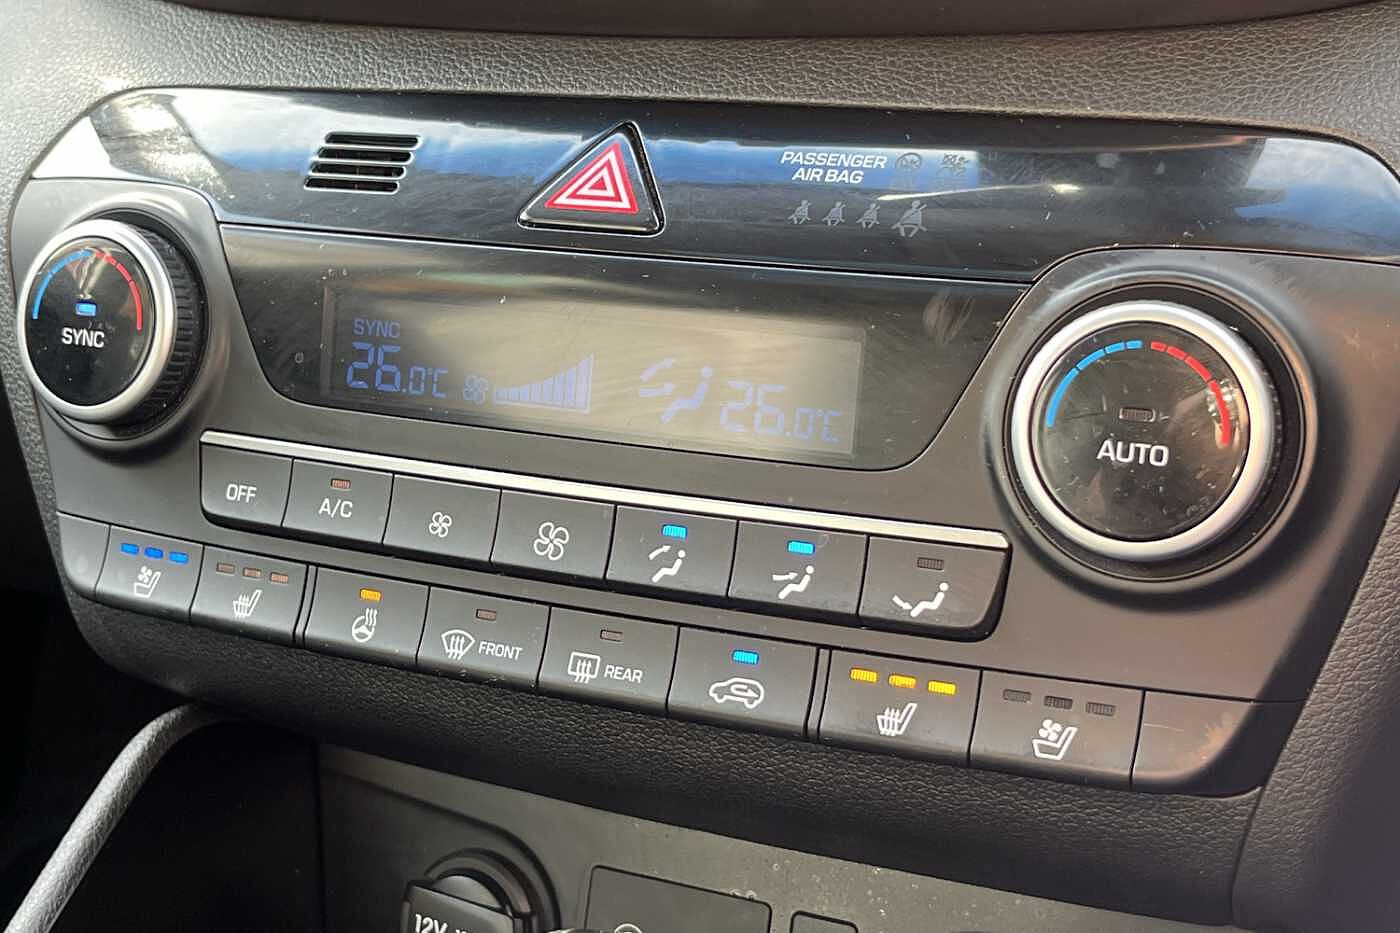 PASSENGER
AIR BAG
SYNC
SYNC
26.0°C
26.0°C
AUTO
OFF
A/C
FRONT
REAR
12V